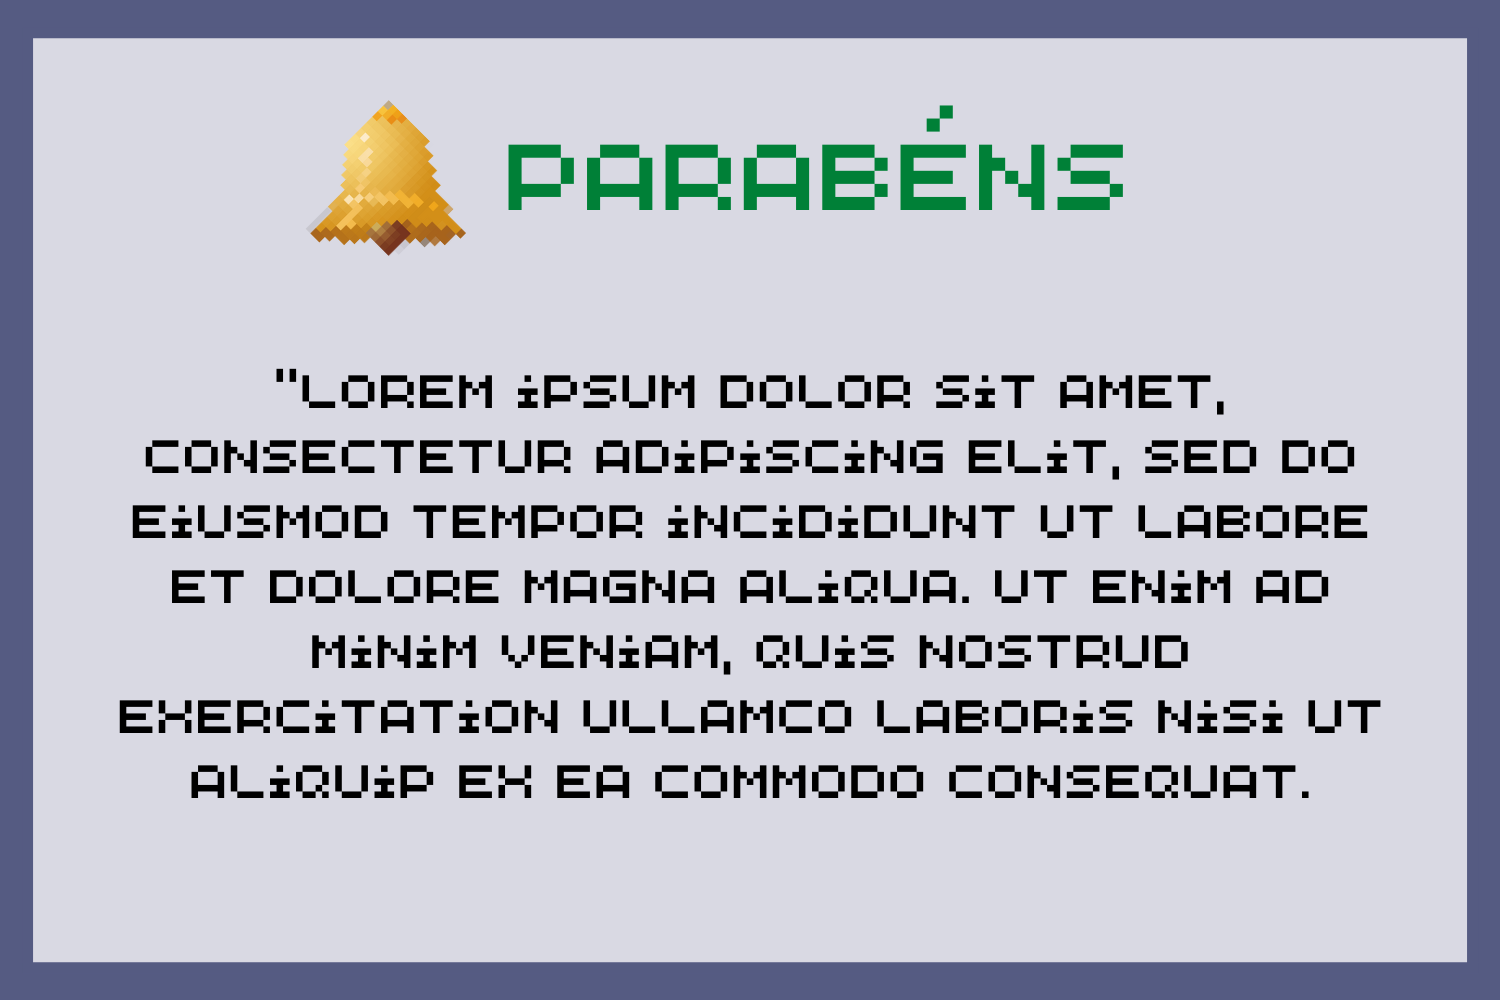 PARABÉNS
"LOREM iPSUM DOLOR SiT AMET,
CONSECTETUR ADiPiSCiNG ELiT, SED DO
EiUSMOD TEMPOR iNCiDiDUNT UT LABORE
ET DOLORE MAGNA ALiQUA. UT ENiM AD
MiNiM VENiAM, QUiS NOSTRUD
EXERCiTATiON ULLAMCO LABORiS NiSi UT
ALiQUiP EX EA COMMODO CONSEQUAT.